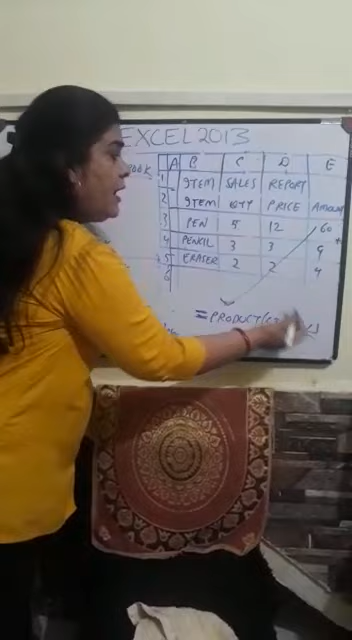 EXCEL 2013
A B C D E
1 ITEM SALES REPORT
2 ITEM QTY PRICE AMOUNT
3 PEN 5 12 60
4 PENCIL 3 3 9
5 ERASER 2 2 4
6
=PRODUCT(